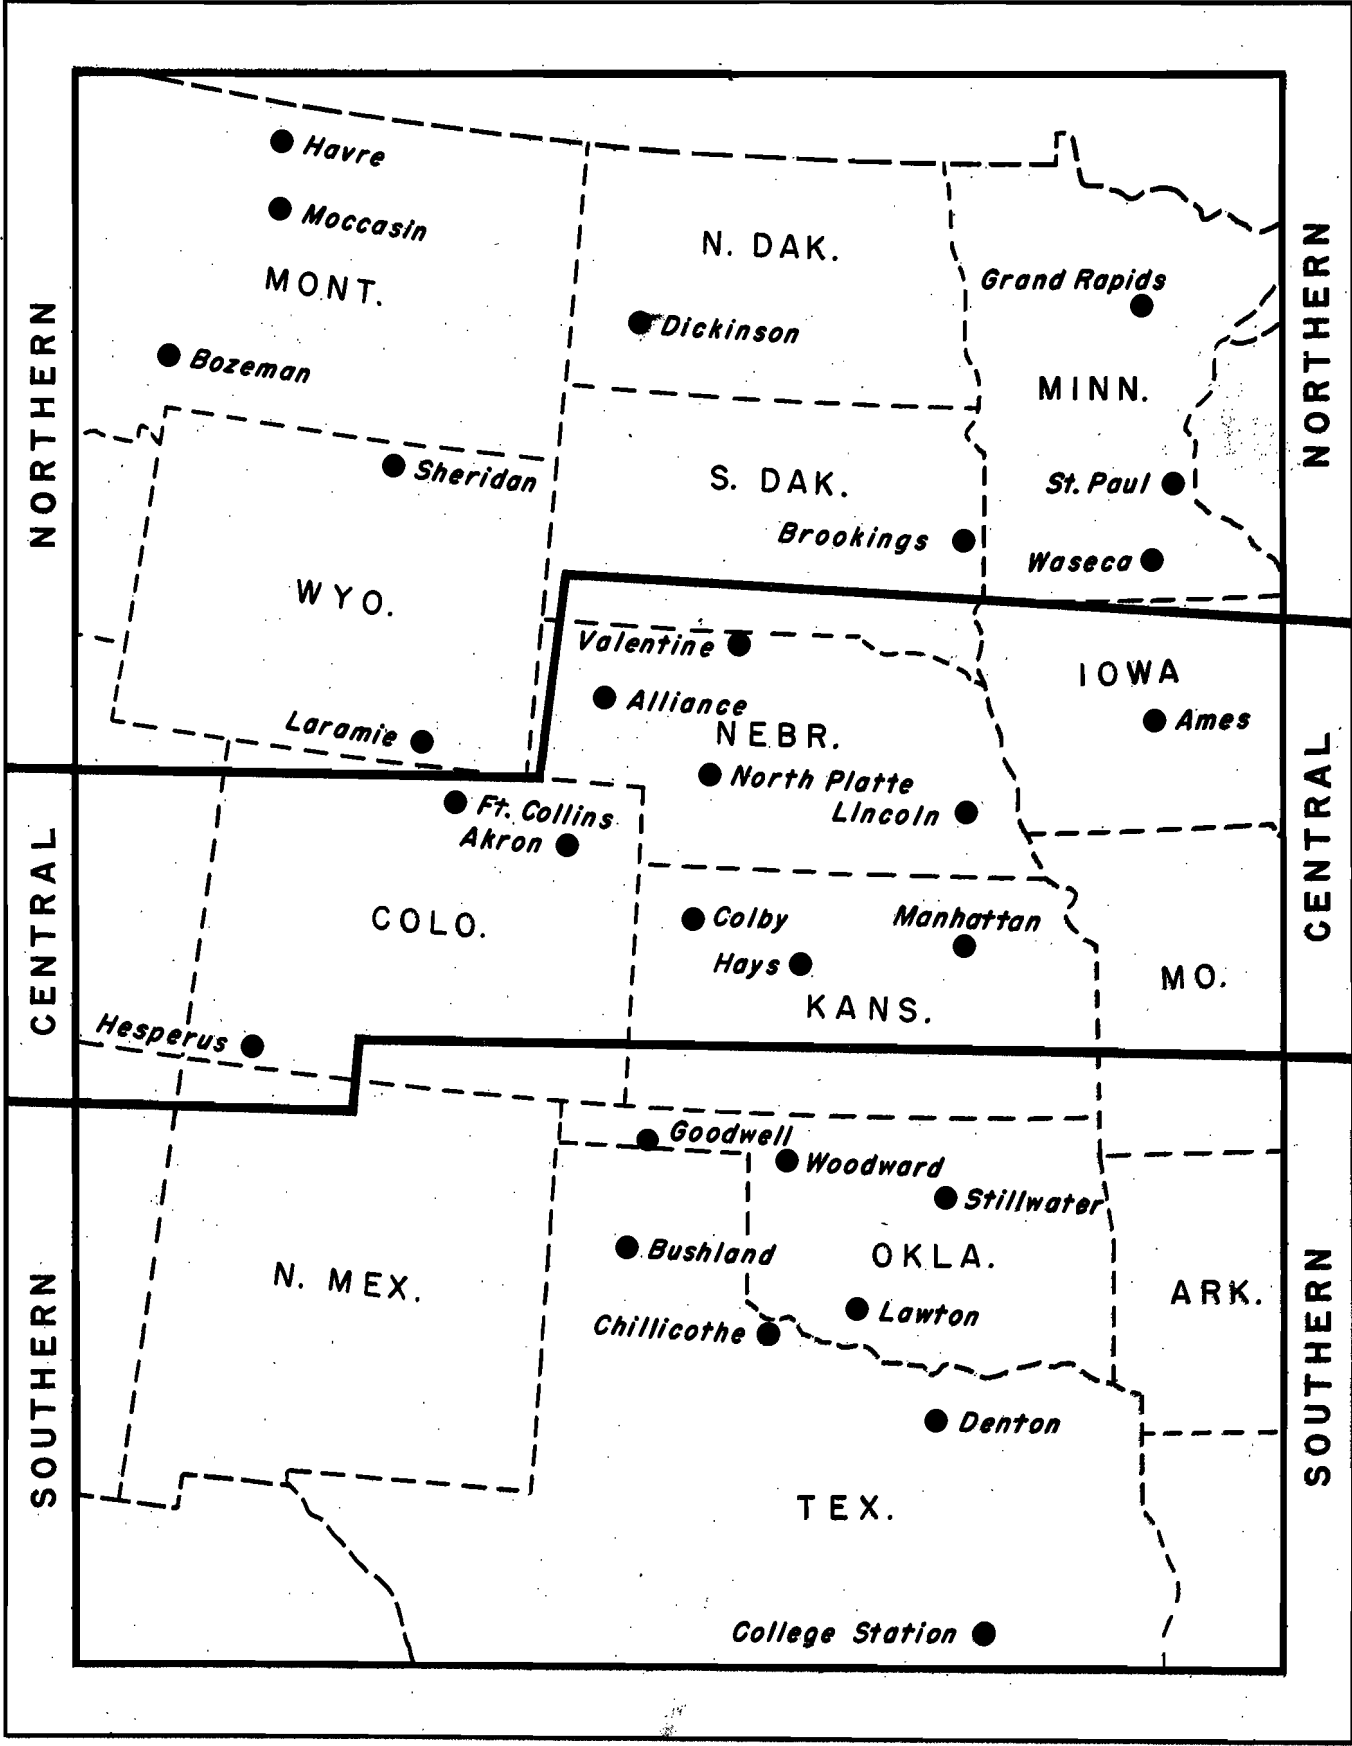 Havre
Moccasin
MONT.
Bozeman
N. DAK.
Dickinson
Grand Rapids
MINN.
NORTHERN
NORTHERN
Sheridan
S. DAK.
St. Paul
Brookings
Waseca
WYO.
Valentine
IOWA
Alliance
Ames
Laramie
NEBR.
North Platte
Lincoln
Ft. Collins
Akron
CENTRAL
CENTRAL
COLO.
Colby
Manhattan
Hays
MO.
KANS.
Hesperus
Goodwell
Woodward
Stillwater
Bushland
OKLA.
N. MEX.
ARK.
Lawton
Chillicothe
SOUTHERN
SOUTHERN
Denton
TEX.
College Station